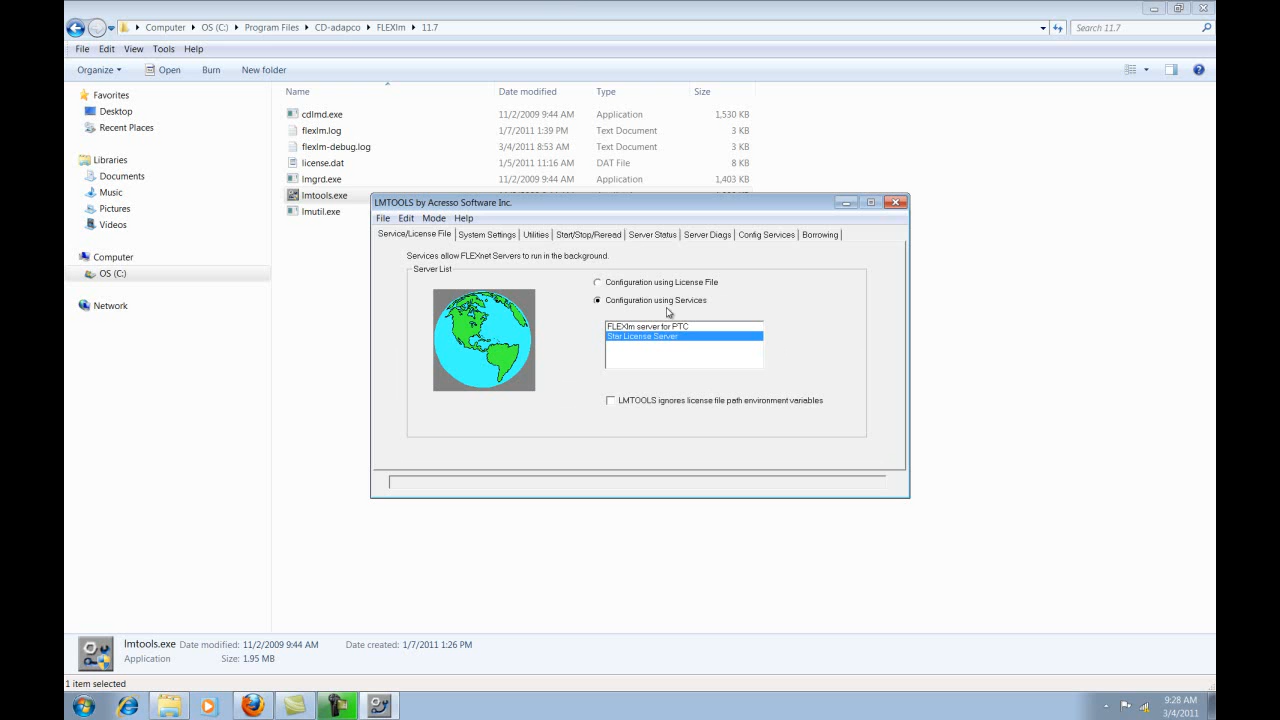 Computer OS (C:) Program Files CD-adapco FLEXlm 11.7 Search 11.7
File Edit View Tools Help
Organize Open Burn New folder
Name Date modified Type Size
Favorites
Desktop
Recent Places
Libraries
Documents
Music
Pictures
Videos
Computer
OS (C:)
Network
cdlmd.exe 11/2/2009 9:44 AM Application 1,530 KB
flexlm.log 1/7/2011 1:39 PM Text Document 3 KB
flexlm-debug.log 3/4/2011 8:53 AM Text Document 3 KB
license.dat 1/5/2011 11:16 AM DAT File 8 KB
lmgrd.exe 11/2/2009 9:44 AM Application 1,403 KB
lmtools.exe
lmutil.exe
LMTOOLS by Acresso Software Inc.
File Edit Mode Help
Service/License File System Settings Utilities Start/Stop/Reread Server Status Server Diags Config Services Borrowing
Services allow FLEXnet Servers to run in the background.
Server List
Configuration using License File
Configuration using Services
FLEXlm server for PTC
Star License Server
LMTOOLS ignores license file path environment variables
lmtools.exe Date modified: 11/2/2009 9:44 AM Date created: 1/7/2011 1:26 PM
Application Size: 1.95 MB
1 item selected
9:28 AM
3/4/2011